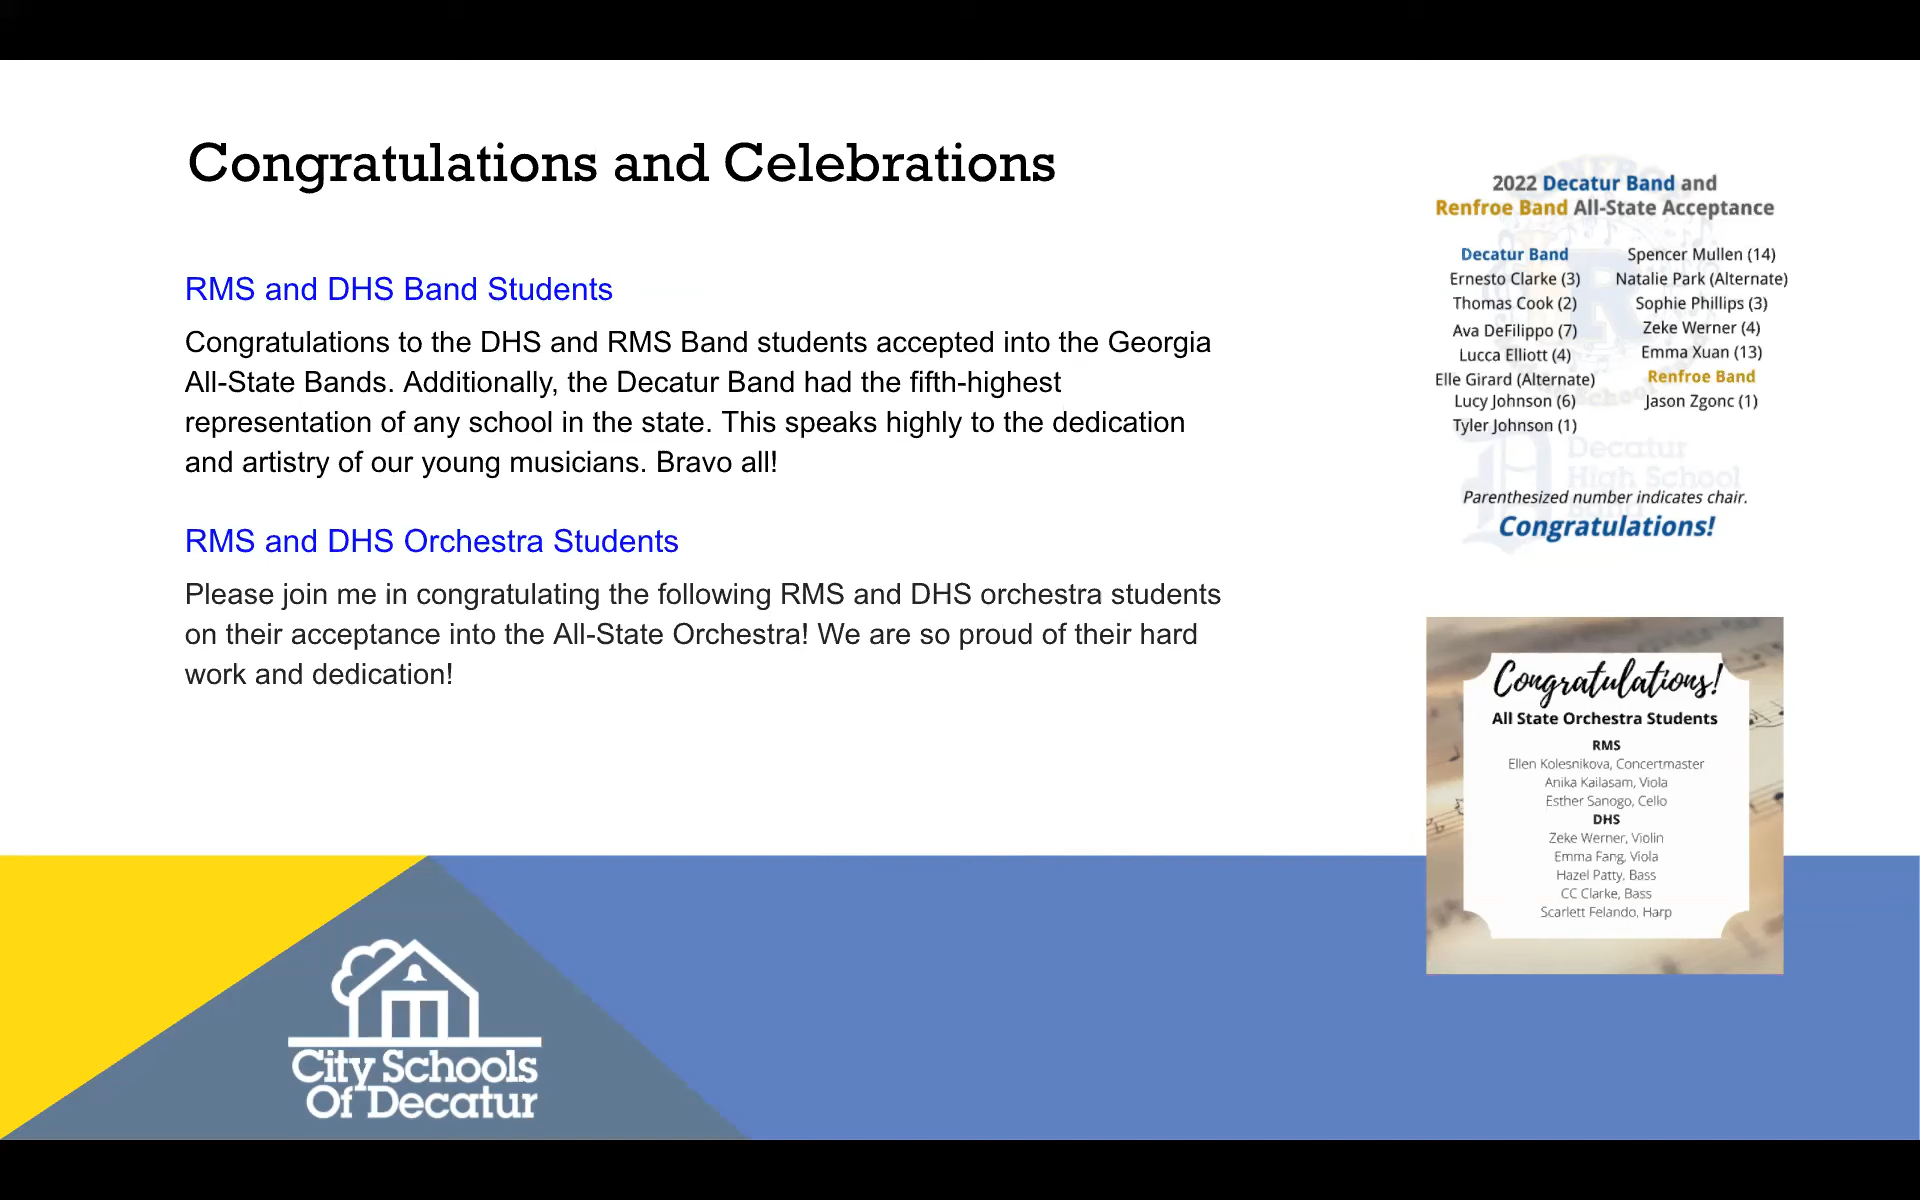 Congratulations and Celebrations
RMS and DHS Band Students
Congratulations to the DHS and RMS Band students accepted into the Georgia
All-State Bands. Additionally, the Decatur Band had the fifth-highest
representation of any school in the state. This speaks highly to the dedication
and artistry of our young musicians. Bravo all!
RMS and DHS Orchestra Students
Please join me in congratulating the following RMS and DHS orchestra students
on their acceptance into the All-State Orchestra! We are so proud of their hard
work and dedication!
2022 Decatur Band and
Renfroe Band All-State Acceptance
Decatur Band
Ernesto Clarke (3)
Thomas Cook (2)
Ava DeFilippo (7)
Lucca Elliott (4)
Elle Girard (Alternate)
Lucy Johnson (6)
Tyler Johnson (1)
Spencer Mullen (14)
Natalie Park (Alternate)
Sophie Phillips (3)
Zeke Werner (4)
Emma Xuan (13)
Renfroe Band
Jason Zgonc (1)
Decatur
High School
Parenthesized number indicates chair.
Congratulations!
Congratulations!
All State Orchestra Students
RMS
Ellen Kolesnikova, Concertmaster
Anika Kailasam, Viola
Esther Sanogo, Cello
DHS
Zeke Werner, Violin
Emma Fang, Viola
Hazel Patty, Bass
CC Clarke, Bass
Scarlett Felando, Harp
City Schools
Of Decatur